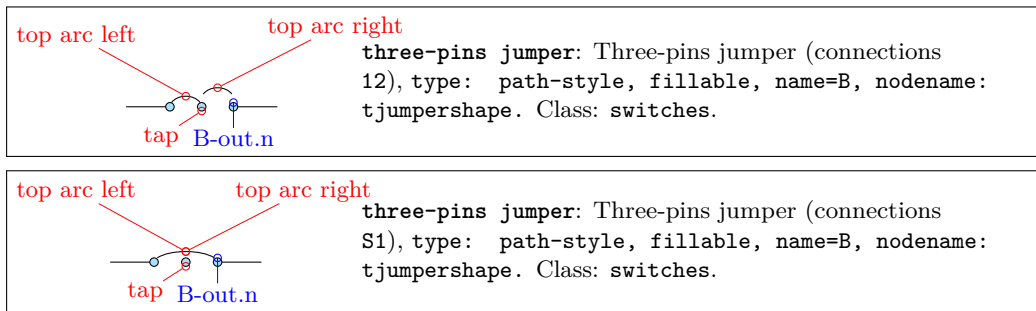 top arc left
top arc right
tap
B-out.n
three-pins jumper: Three-pins jumper (connections
12), type: path-style, fillable, name=B, nodename:
tjumpershape. Class: switches.
top arc left
top arc right
tap
B-out.n
three-pins jumper: Three-pins jumper (connections
S1), type: path-style, fillable, name=B, nodename:
tjumpershape. Class: switches.